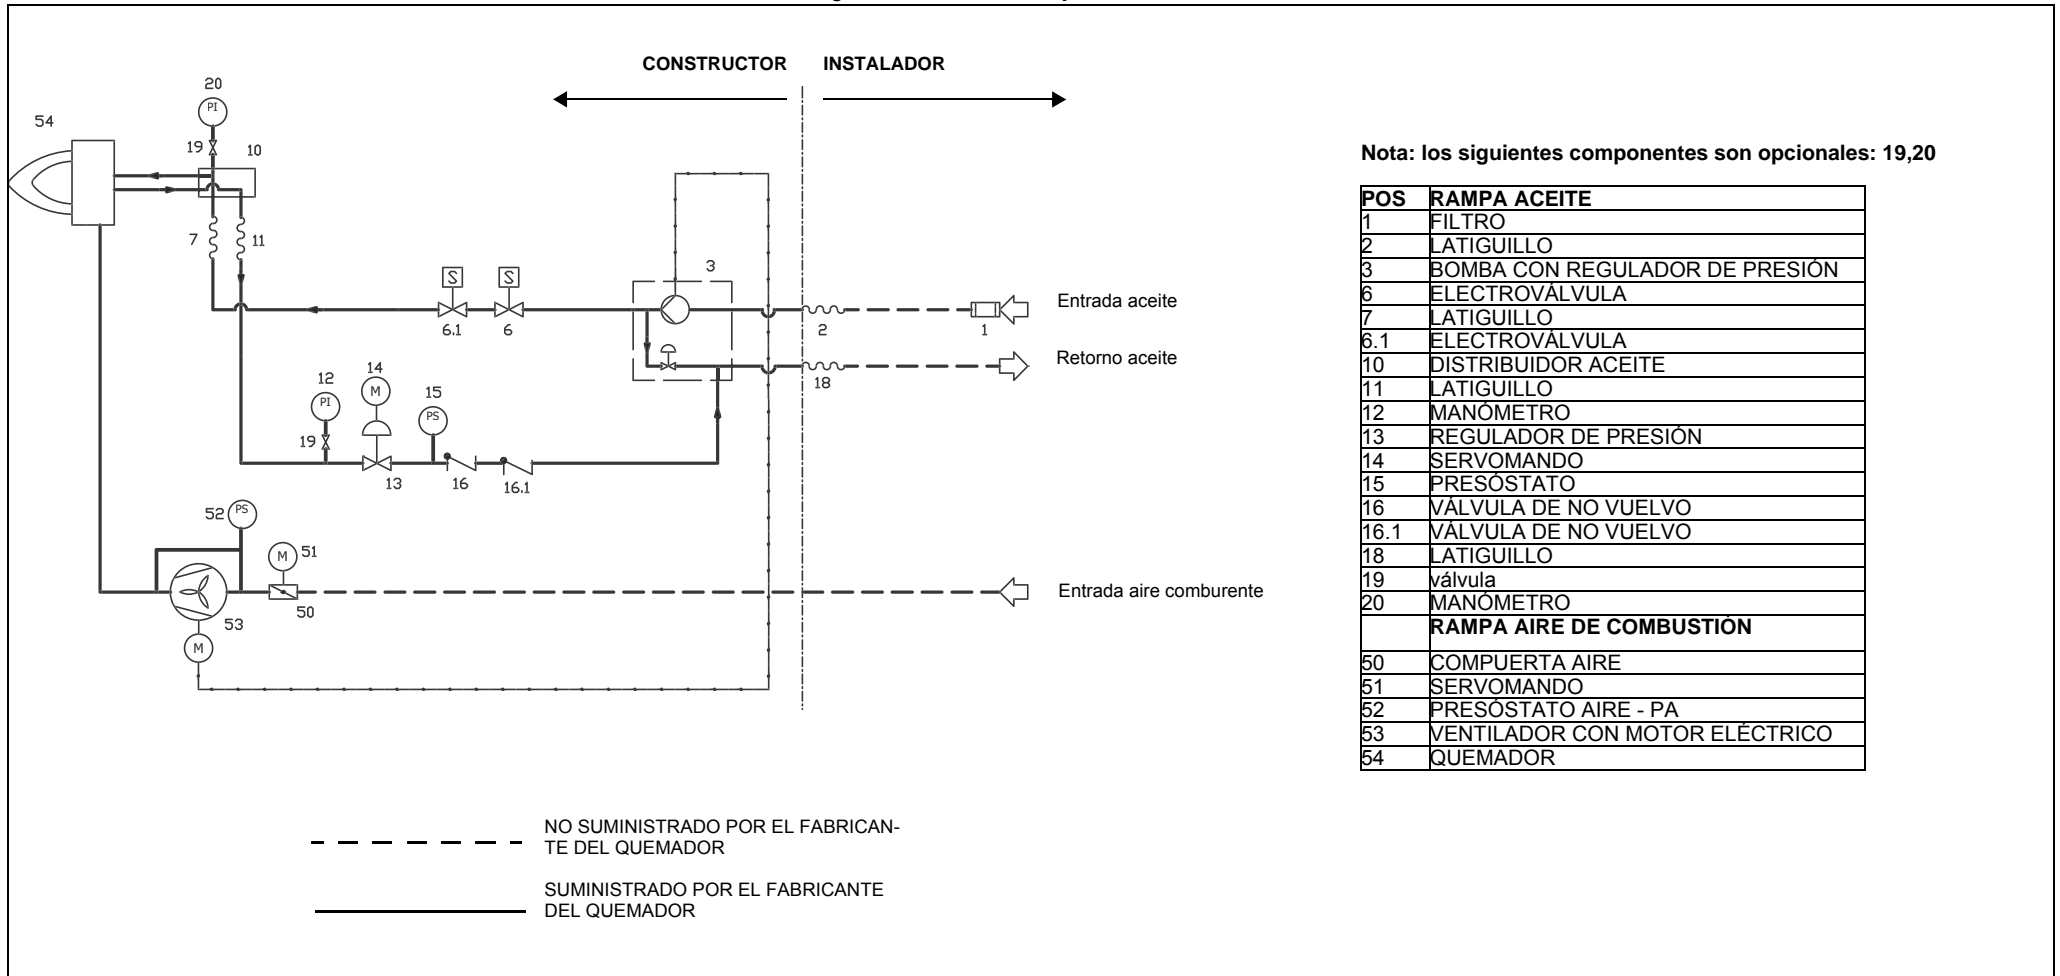 CONSTRUCTOR INSTALADOR
20
PI
54
19
10
7
11
3
S S
6.1 6
2
1
Entrada aceite
Retorno aceite
18
14
12
M
15
PI
PS
19
13
16
16.1
52 PS
M 51
50
Entrada aire comburente
53
M
NO SUMINISTRADO POR EL FABRICAN-
TE DEL QUEMADOR
SUMINISTRADO POR EL FABRICANTE
DEL QUEMADOR
Nota: los siguientes componentes son opcionales: 19,20
POS RAMPA ACEITE
1 FILTRO
2 LATIGUILLO
3 BOMBA CON REGULADOR DE PRESIÓN
6 ELECTROVÁLVULA
7 LATIGUILLO
6.1 ELECTROVÁLVULA
10 DISTRIBUIDOR ACEITE
11 LATIGUILLO
12 MANÓMETRO
13 REGULADOR DE PRESIÓN
14 SERVOMANDO
15 PRESÓSTATO
16 VÁLVULA DE NO VUELVO
16.1 VÁLVULA DE NO VUELVO
18 LATIGUILLO
19 válvula
20 MANÓMETRO
RAMPA AIRE DE COMBUSTIÓN
50 COMPUERTA AIRE
51 SERVOMANDO
52 PRESÓSTATO AIRE - PA
53 VENTILADOR CON MOTOR ELÉCTRICO
54 QUEMADOR